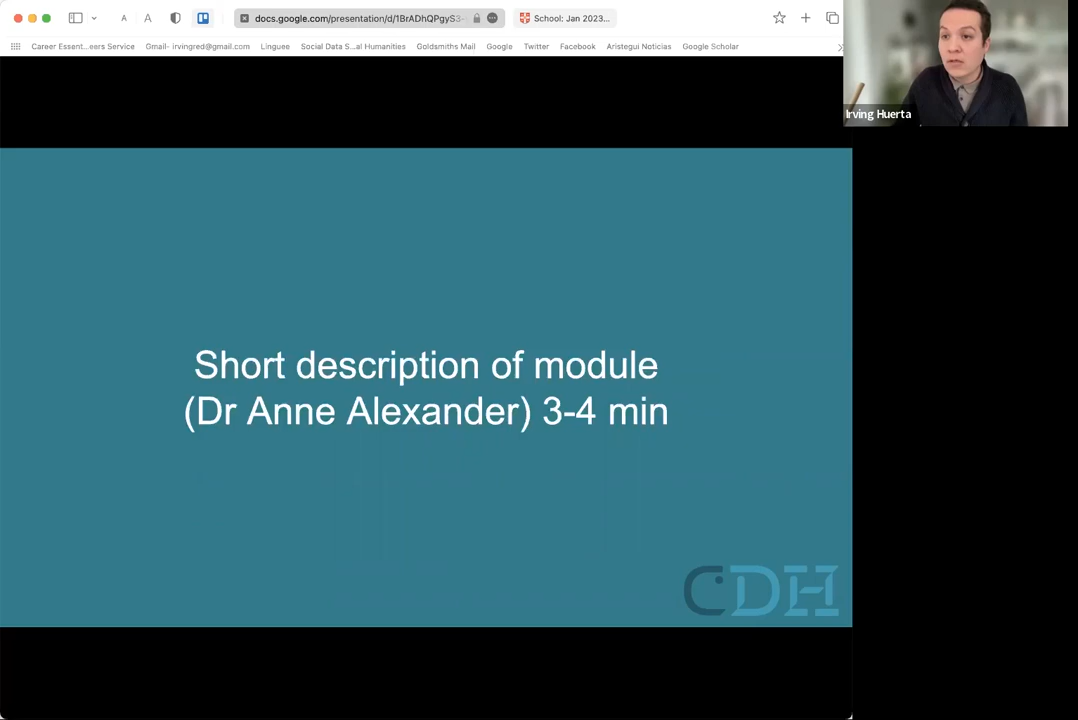 A A docs.google.com/presentation/d/1BrADhQPgyS3- School: Jan 2023...
Career Essent...eers Service Gmail- irvingred@gmail.com Linguee Social Data S...al Humanities Goldsmiths Mail Google Twitter Facebook Aristegui Noticias Google Scholar
Irving Huerta
Short description of module
(Dr Anne Alexander) 3-4 min
CDH